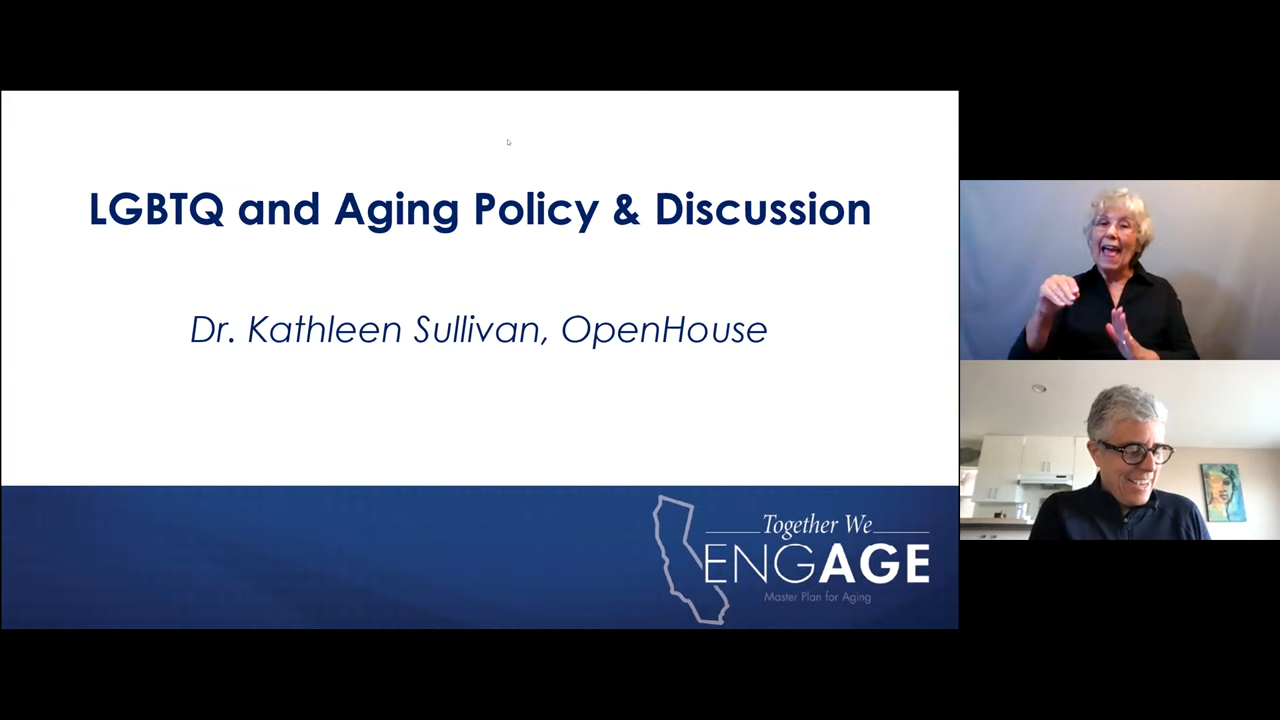 LGBTQ and Aging Policy & Discussion
Dr. Kathleen Sullivan, OpenHouse
Together We
ENGAGE
Master Plan for Aging